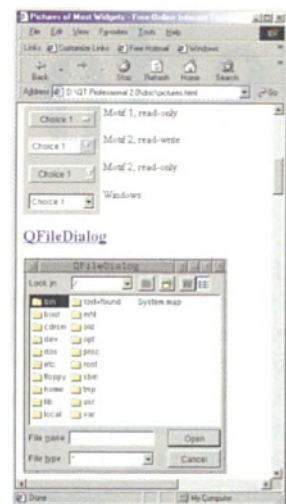 Pictures of Most Widgets - Free Online Internet
File Edit View Favorites Tools Help
Links Customize Links Free Hotmail Windows
Back Stop Refresh Home Search
Address D:\QT Professional 2.0\doc\pictures.html Go
Choice 1 Motif 1, read-only
Choice 1 Motif 2, read-write
Choice 1 Motif 2, read-only
Choice 1 Windows
QFileDialog
QFileDialog
Look in /
bin lost+found System.map
boot mnt
cdrom old
dev opt
dos proc
etc root
floppy sbin
home tmp
lib usr
local var
File name Open
File type * Cancel
Done My Computer